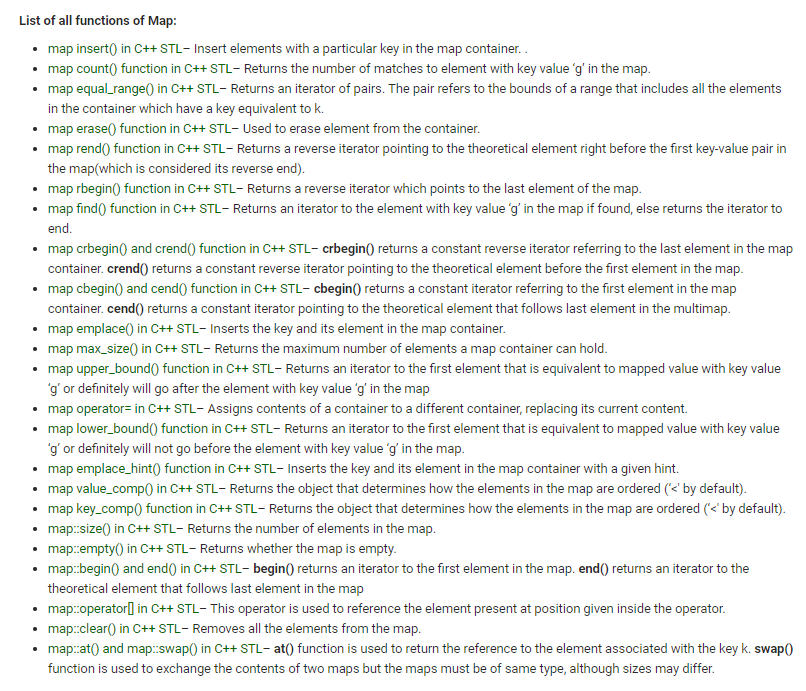 List of all functions of Map:
• map insert() in C++ STL– Insert elements with a particular key in the map container. .
• map count() function in C++ STL– Returns the number of matches to element with key value ‘g’ in the map.
• map equal_range() in C++ STL– Returns an iterator of pairs. The pair refers to the bounds of a range that includes all the elements
in the container which have a key equivalent to k.
• map erase() function in C++ STL– Used to erase element from the container.
• map rend() function in C++ STL– Returns a reverse iterator pointing to the theoretical element right before the first key-value pair in
the map(which is considered its reverse end).
• map rbegin() function in C++ STL– Returns a reverse iterator which points to the last element of the map.
• map find() function in C++ STL– Returns an iterator to the element with key value ‘g’ in the map if found, else returns the iterator to
end.
• map crbegin() and crend() function in C++ STL– crbegin() returns a constant reverse iterator referring to the last element in the map
container. crend() returns a constant reverse iterator pointing to the theoretical element before the first element in the map.
• map cbegin() and cend() function in C++ STL– cbegin() returns a constant iterator referring to the first element in the map
container. cend() returns a constant iterator pointing to the theoretical element that follows last element in the multimap.
• map emplace() in C++ STL– Inserts the key and its element in the map container.
• map max_size() in C++ STL– Returns the maximum number of elements a map container can hold.
• map upper_bound() function in C++ STL– Returns an iterator to the first element that is equivalent to mapped value with key value
‘g’ or definitely will go after the element with key value ‘g’ in the map
• map operator= in C++ STL– Assigns contents of a container to a different container, replacing its current content.
• map lower_bound() function in C++ STL– Returns an iterator to the first element that is equivalent to mapped value with key value
‘g’ or definitely will not go before the element with key value ‘g’ in the map.
• map emplace_hint() function in C++ STL– Inserts the key and its element in the map container with a given hint.
• map value_comp() in C++ STL– Returns the object that determines how the elements in the map are ordered (‘<‘ by default).
• map key_comp() function in C++ STL– Returns the object that determines how the elements in the map are ordered (‘<‘ by default).
• map::size() in C++ STL– Returns the number of elements in the map.
• map::empty() in C++ STL– Returns whether the map is empty.
• map::begin() and end() in C++ STL– begin() returns an iterator to the first element in the map. end() returns an iterator to the
theoretical element that follows last element in the map
• map::operator[] in C++ STL– This operator is used to reference the element present at position given inside the operator.
• map::clear() in C++ STL– Removes all the elements from the map.
• map::at() and map::swap() in C++ STL– at() function is used to return the reference to the element associated with the key k. swap()
function is used to exchange the contents of two maps but the maps must be of same type, although sizes may differ.